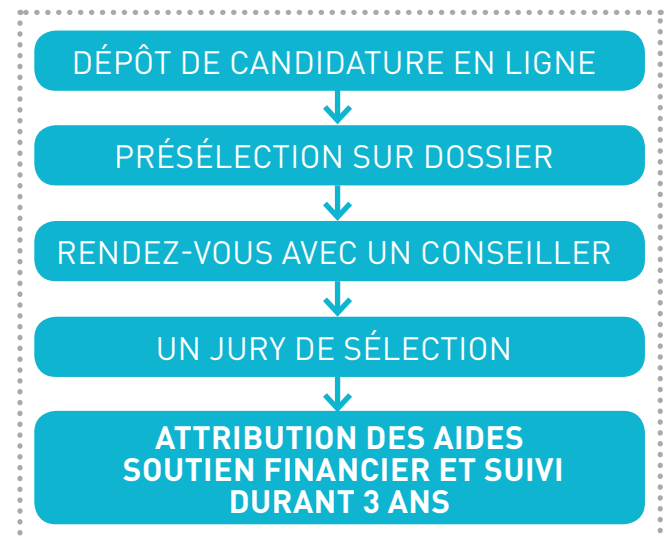 DÉPÔT DE CANDIDATURE EN LIGNE
PRÉSÉLECTION SUR DOSSIER
RENDEZ-VOUS AVEC UN CONSEILLER
UN JURY DE SÉLECTION
ATTRIBUTION DES AIDES
SOUTIEN FINANCIER ET SUIVI
DURANT 3 ANS